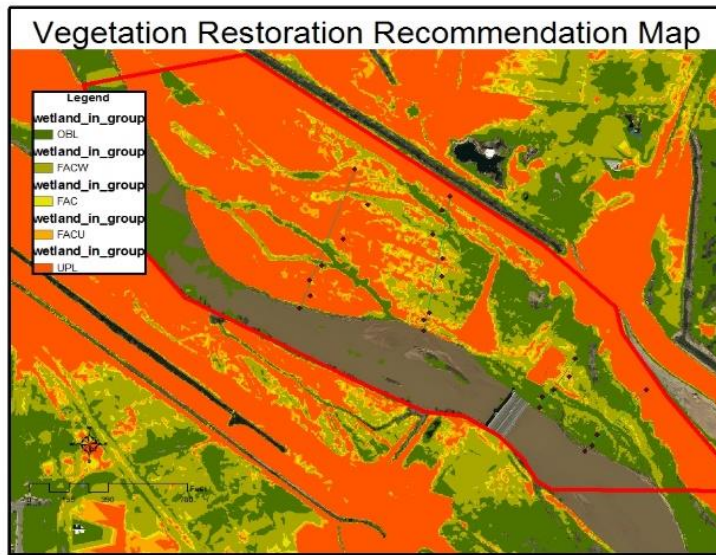 Vegetation Restoration Recommendation Map
Legend
wetland_in_group
OBL
wetland_in_group
FACW
wetland_in_group
FAC
wetland_in_group
FACU
wetland_in_group
UPL
Feet